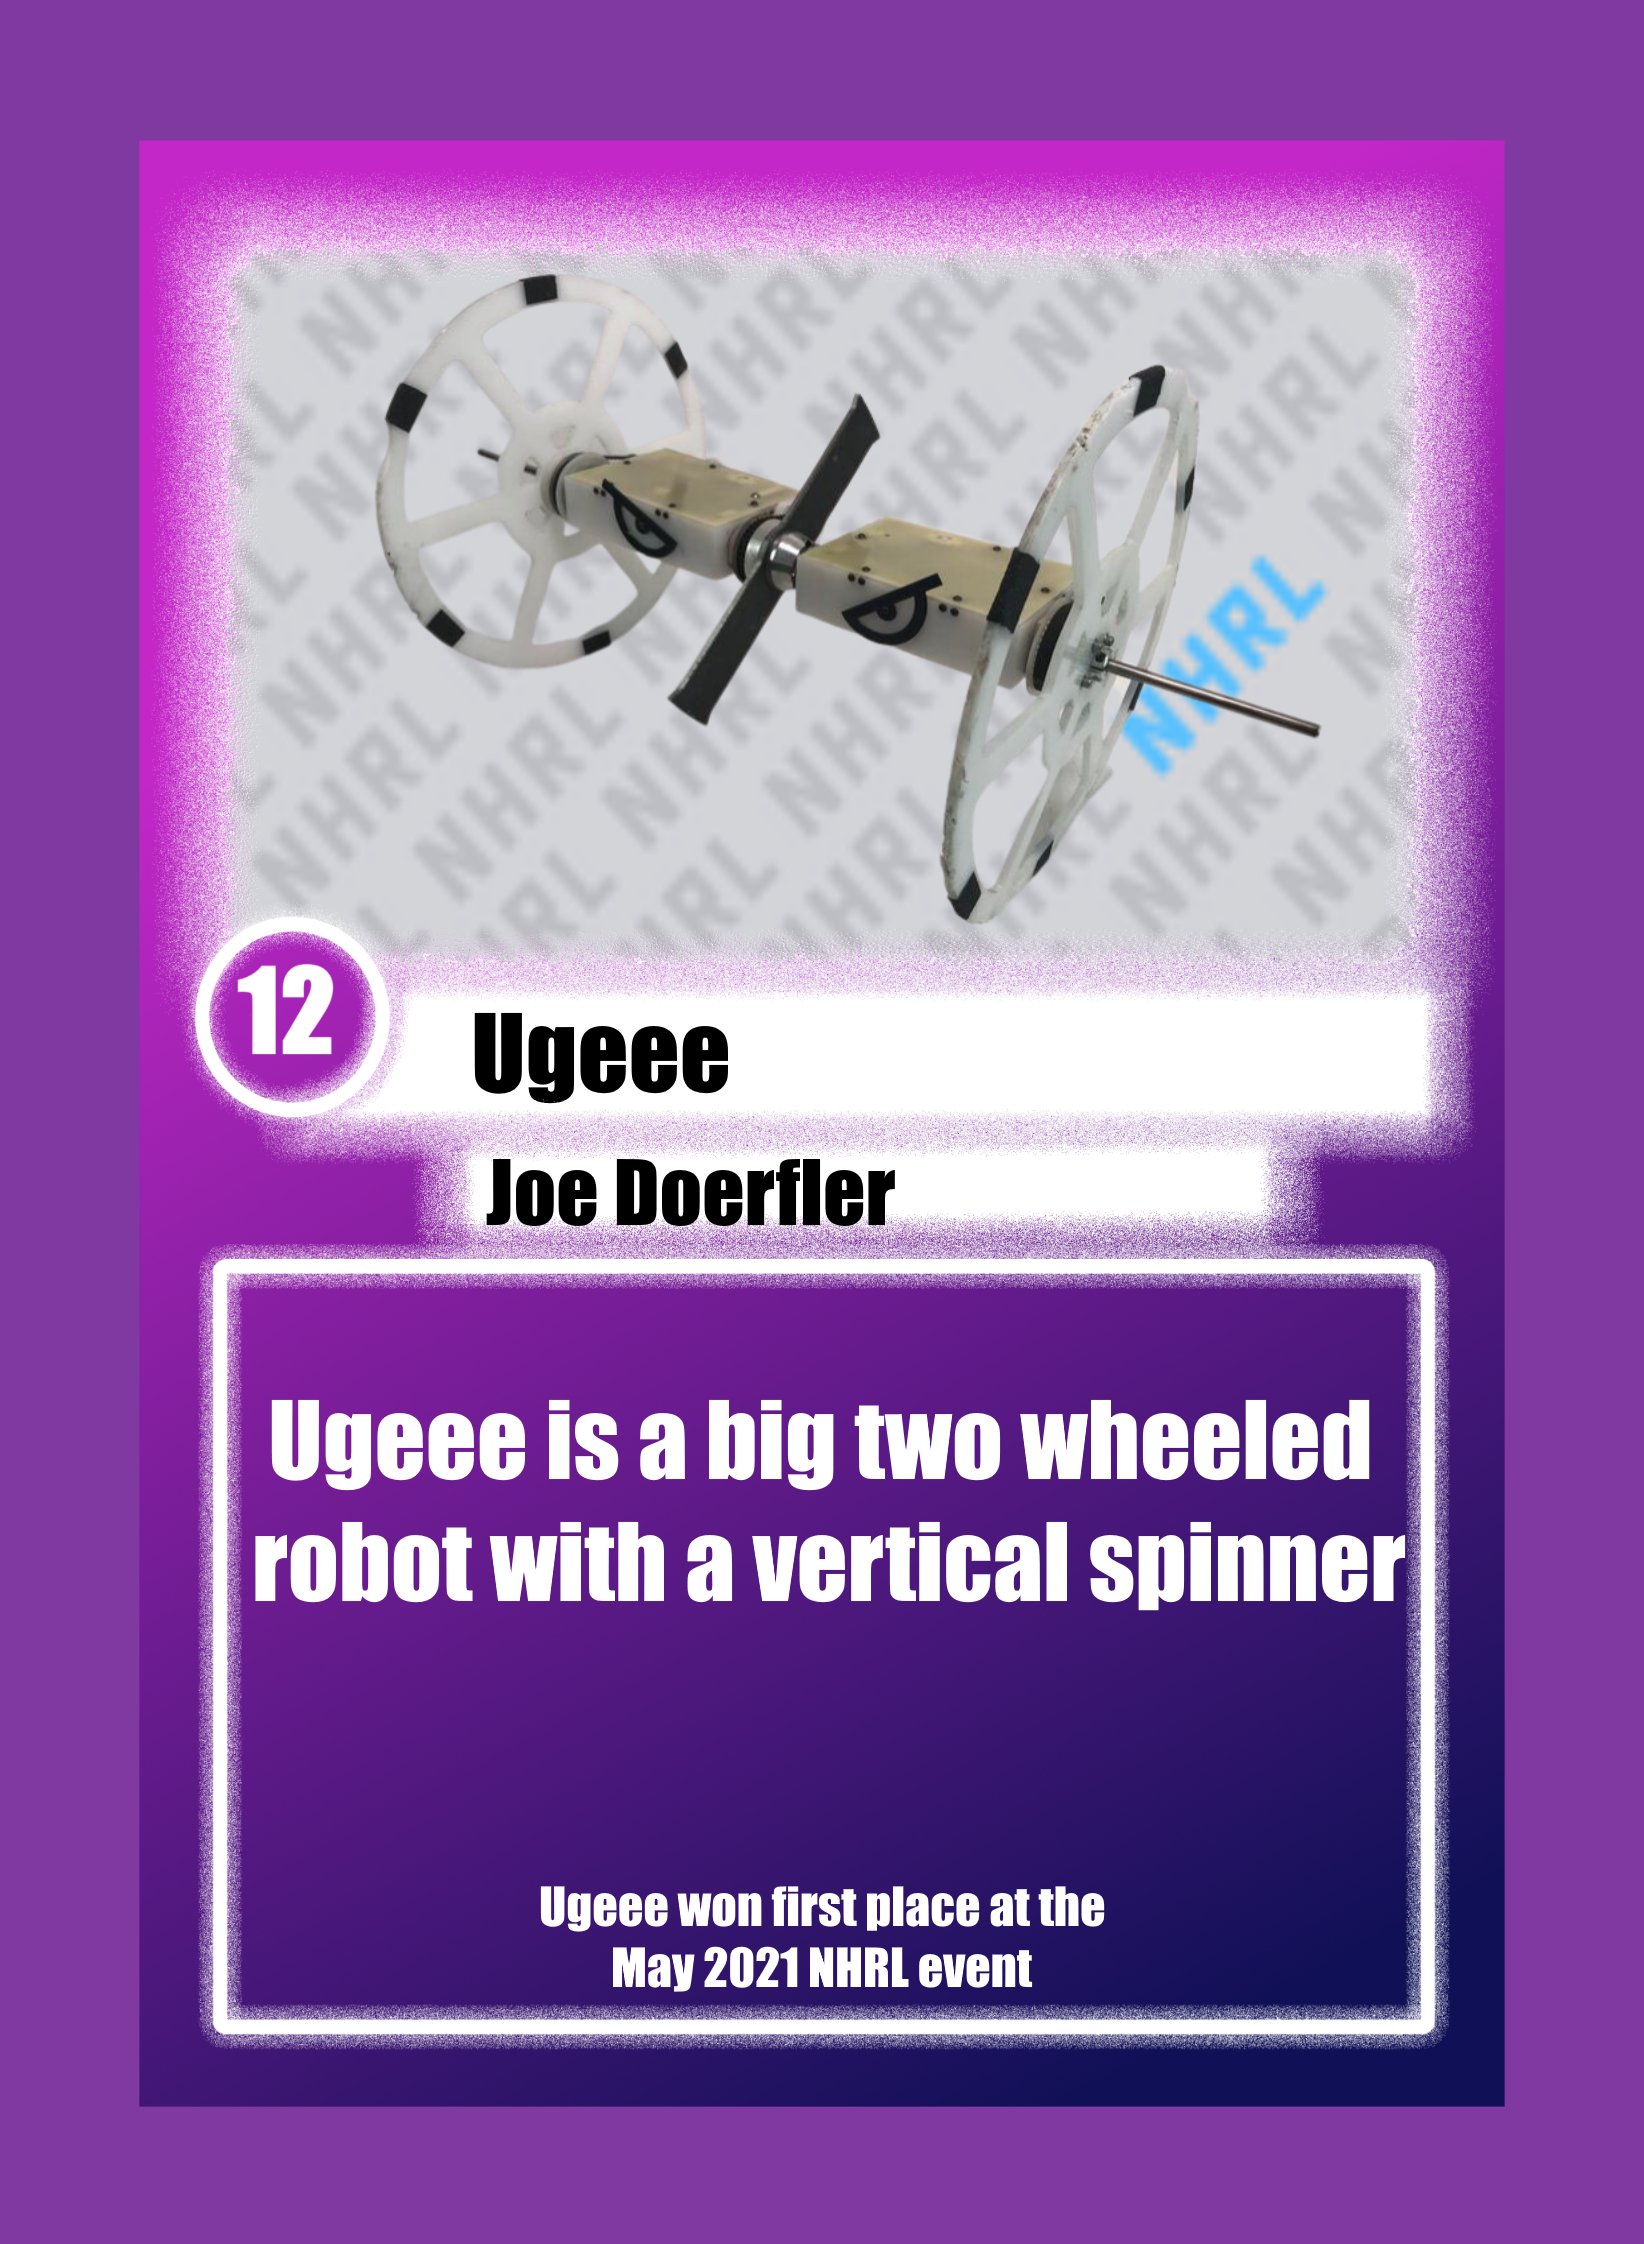 NHRL
12
Ugeee
Joe Doerfler
Ugeee is a big two wheeled
robot with a vertical spinner
Ugeee won first place at the
May 2021 NHRL event